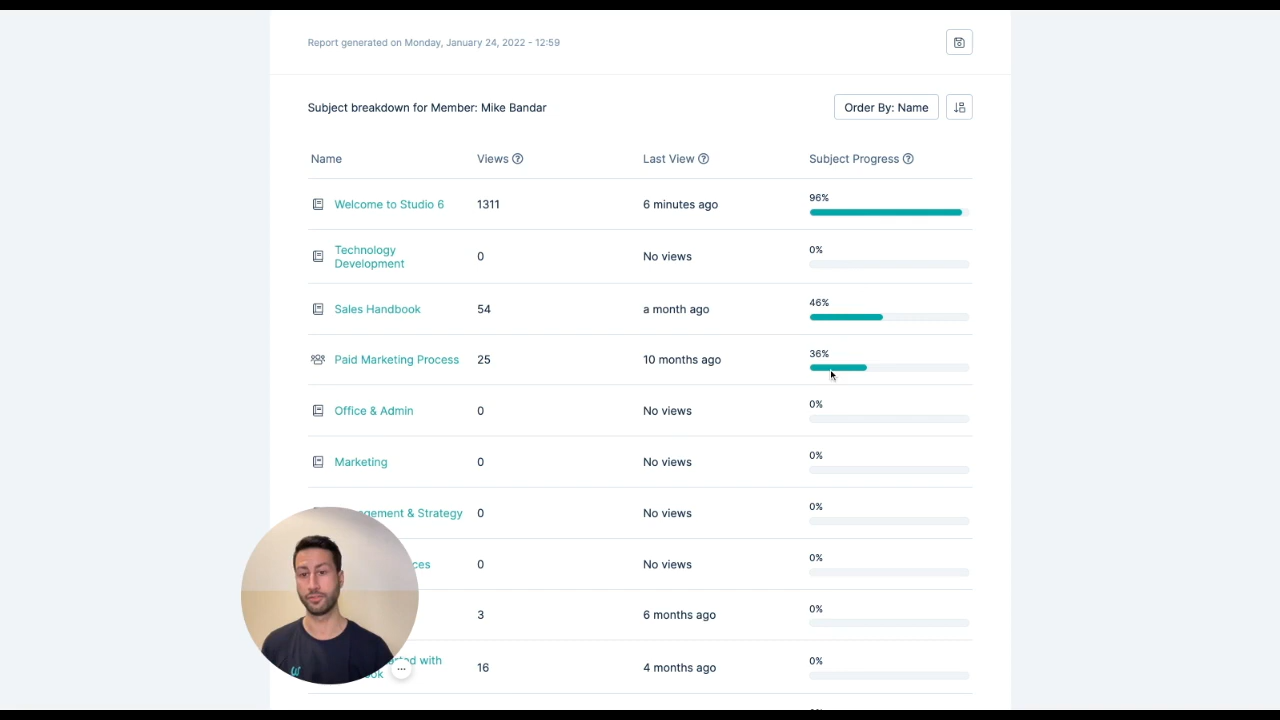 Report generated on Monday, January 24, 2022 - 12:59
Subject breakdown for Member: Mike Bandar
Order By: Name
Name Views Last View Subject Progress
Welcome to Studio 6 1311 6 minutes ago 96%
Technology
Development 0 No views 0%
Sales Handbook 54 a month ago 46%
Paid Marketing Process 25 10 months ago 36%
Office & Admin 0 No views 0%
Marketing 0 No views 0%
& Strategy 0 No views 0%
0 No views 0%
3 6 months ago 0%
with
16 4 months ago 0%